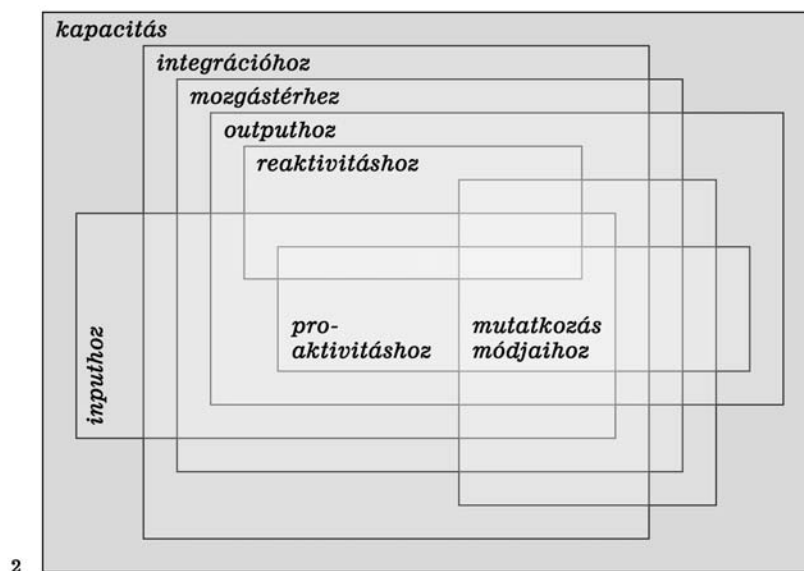 kapacitás
integrációhoz
mozgástérhez
outputhoz
reaktivitáshoz
inputhoz
pro-
aktivitáshoz
mutatkozás
módjaihoz
2